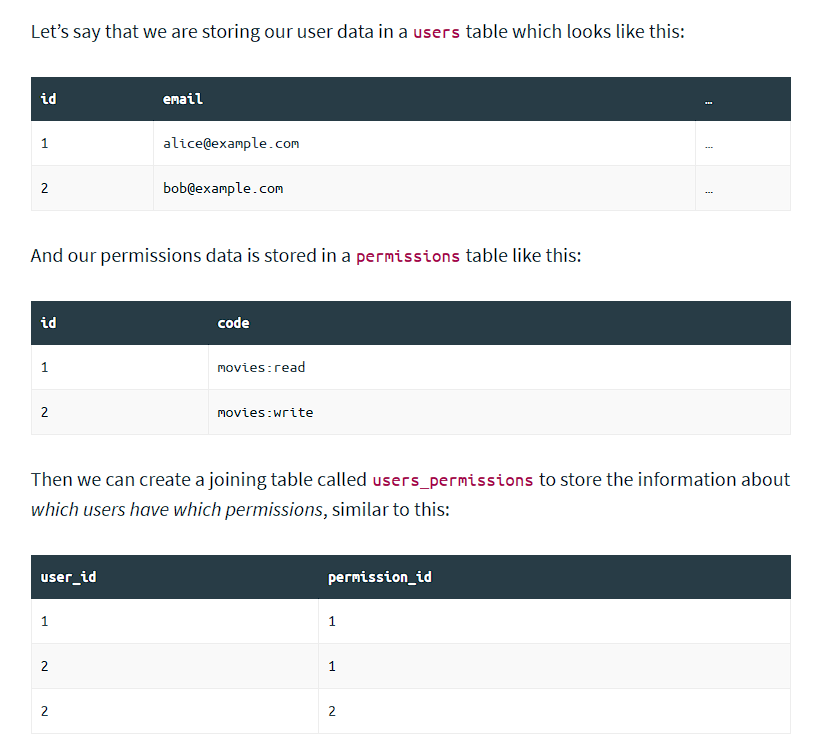 Let’s say that we are storing our user data in a users table which looks like this:
id email …
1 alice@example.com …
2 bob@example.com …
And our permissions data is stored in a permissions table like this:
id code
1 movies:read
2 movies:write
Then we can create a joining table called users_permissions to store the information about
which users have which permissions, similar to this:
user_id permission_id
1 1
2 1
2 2